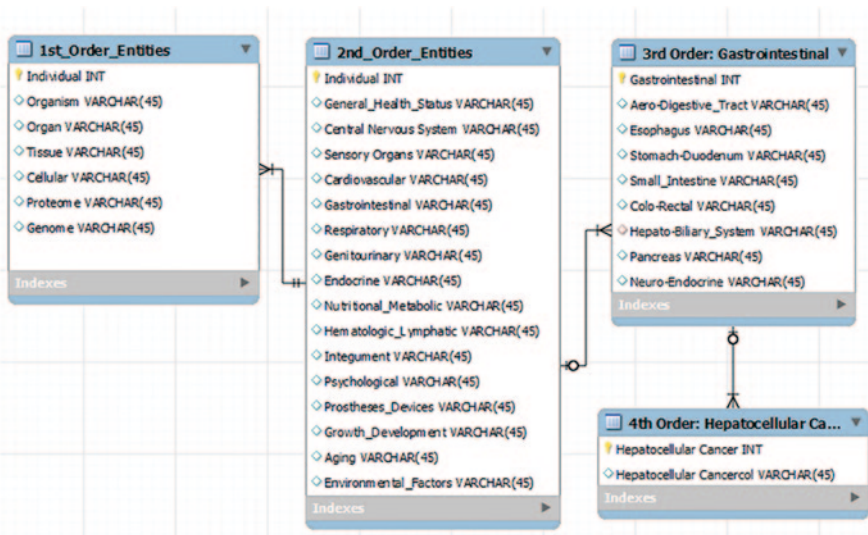 1st_Order_Entities
Individual INT
Organism VARCHAR(45)
Organ VARCHAR(45)
Tissue VARCHAR(45)
Cellular VARCHAR(45)
Proteome VARCHAR(45)
Genome VARCHAR(45)
Indexes
2nd_Order_Entities
Individual INT
General_Health_Status VARCHAR(45)
Central Nervous System VARCHAR(45)
Sensory Organs VARCHAR(45)
Cardiovascular VARCHAR(45)
Gastrointestinal VARCHAR(45)
Respiratory VARCHAR(45)
Genitourinary VARCHAR(45)
Endocrine VARCHAR(45)
Nutritional_Metabolic VARCHAR(45)
Hematologic_Lymphatic VARCHAR(45)
Integument VARCHAR(45)
Psychological VARCHAR(45)
Prostheses_Devices VARCHAR(45)
Growth_Development VARCHAR(45)
Aging VARCHAR(45)
Environmental_Factors VARCHAR(45)
Indexes
3rd Order: Gastrointestinal
Gastrointestinal INT
Aero-Digestive_Tract VARCHAR(45)
Esophagus VARCHAR(45)
Stomach-Duodenum VARCHAR(45)
Small_Intestine VARCHAR(45)
Colo-Rectal VARCHAR(45)
Hepato-Biliary_System VARCHAR(45)
Pancreas VARCHAR(45)
Neuro-Endocrine VARCHAR(45)
Indexes
4th Order: Hepatocellular Ca...
Hepatocellular Cancer INT
Hepatocellular Cancercol VARCHAR(45)
Indexes